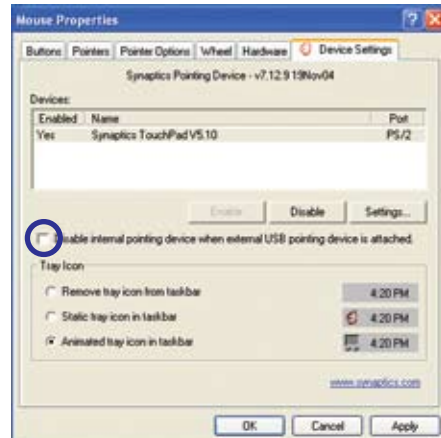 Mouse Properties
Buttons Pointers Pointer Options Wheel Hardware Device Settings
Synaptics Pointing Device - v7.12.9 19Nov04
Devices:
Enabled Name Port
Yes Synaptics TouchPad V5.10 PS/2
Enable Disable Settings...
Disable internal pointing device when external USB pointing device is attached.
Tray Icon
Remove tray icon from taskbar 4:20 PM
Static tray icon in taskbar 4:20 PM
Animated tray icon in taskbar 4:20 PM
www.synaptics.com
OK Cancel Apply